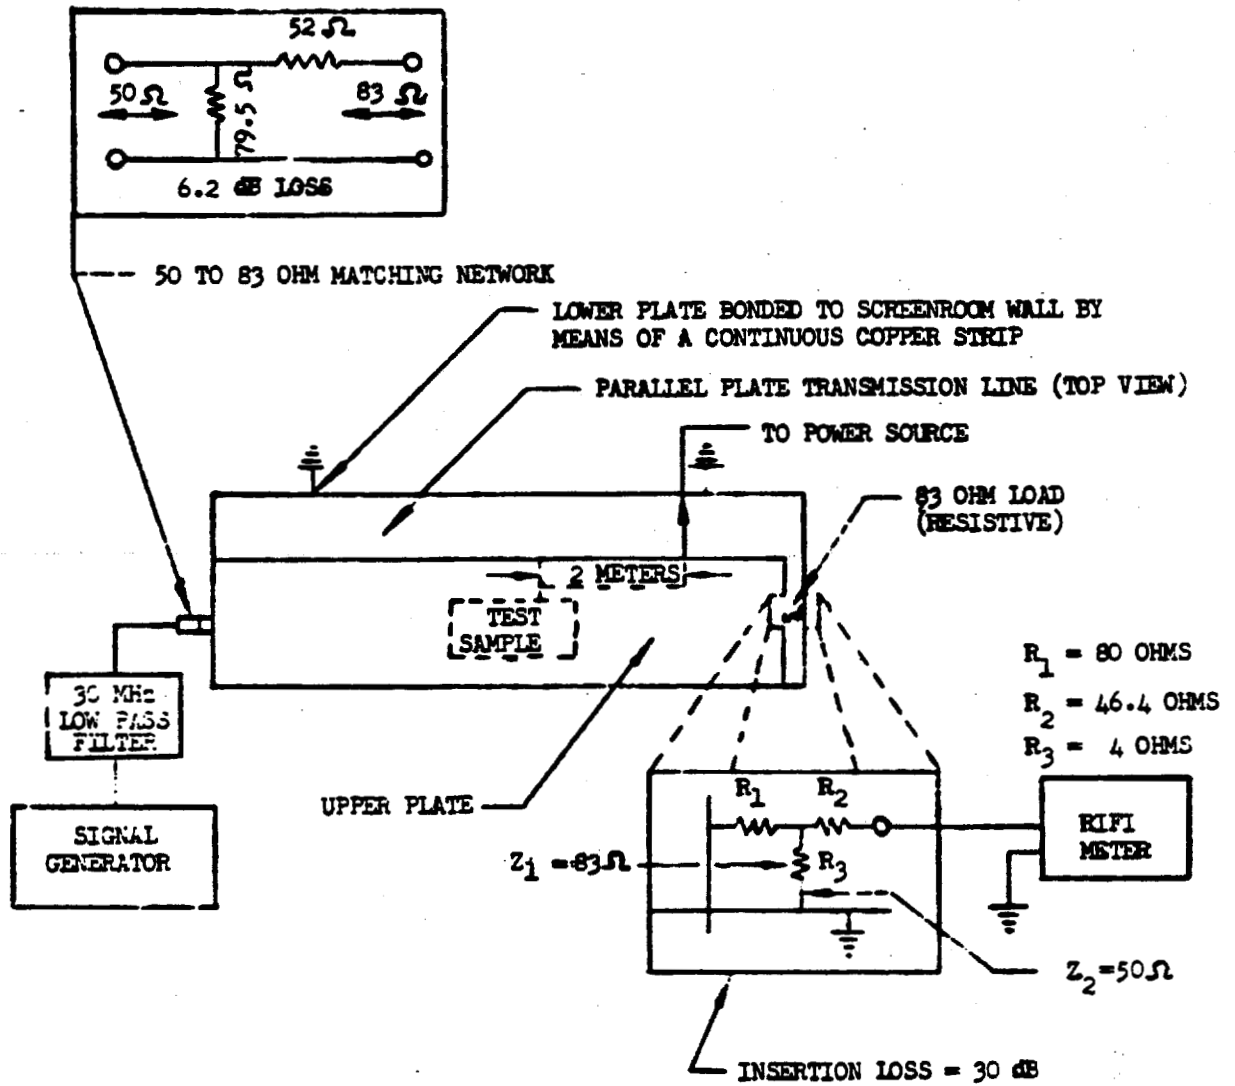 52 Ω
50 Ω
79.5 Ω
83 Ω
6.2 dB LOSS
50 TO 83 OHM MATCHING NETWORK
LOWER PLATE BONDED TO SCREENROOM WALL BY
MEANS OF A CONTINUOUS COPPER STRIP
PARALLEL PLATE TRANSMISSION LINE (TOP VIEW)
TO POWER SOURCE
83 OHM LOAD
(RESISTIVE)
2 METERS
TEST
SAMPLE
R1 = 80 OHMS
R2 = 46.4 OHMS
R3 = 4 OHMS
30 MHz
LOW PASS
FILTER
UPPER PLATE
SIGNAL
GENERATOR
R1
R2
R3
Zi = 83Ω
RIFI
METER
Z2=50Ω
INSERTION LOSS = 30 dB